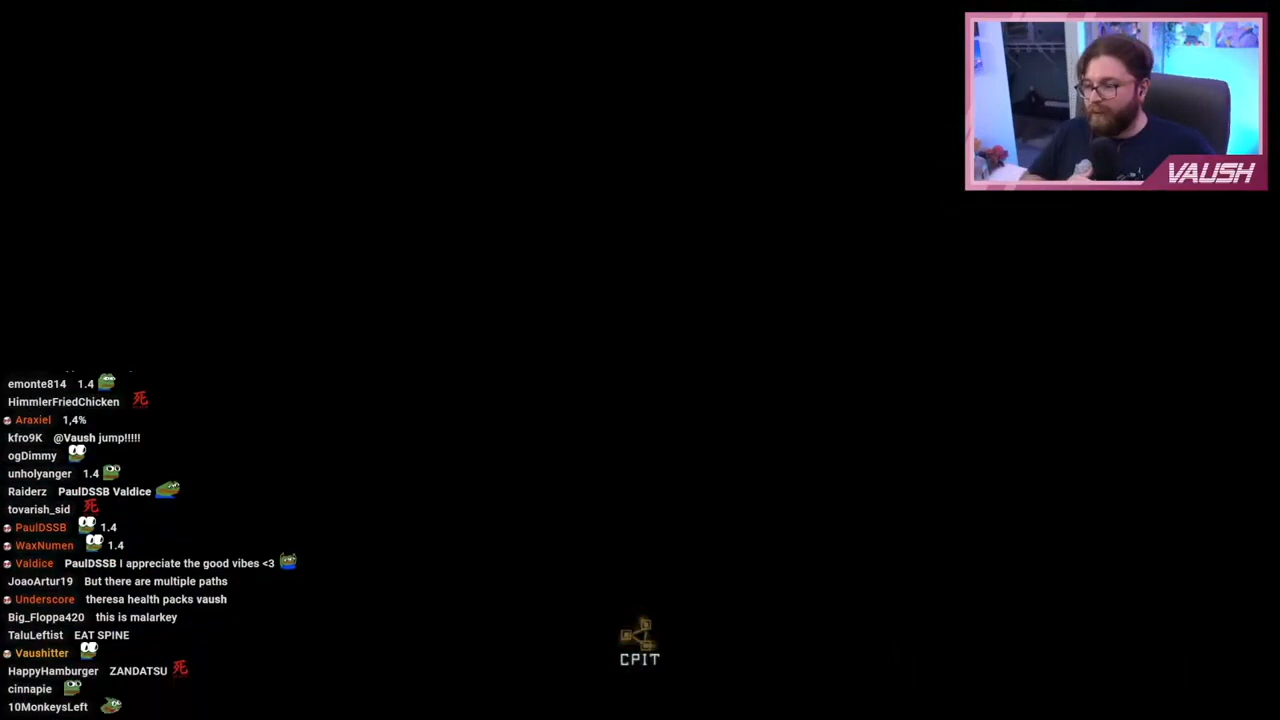 VAUSH
emonte814 1.4
HimmlerFriedChicken 死
Araxiel 1,4%
kfro9K @Vaush jump!!!!!
ogDimmy
unholyanger 1.4
Raiderz PaulDSSB Valdice
tovarish_sid 死
PaulDSSB 1.4
WaxNumen 1.4
Valdice PaulDSSB I appreciate the good vibes <3
JoaoArtur19 But there are multiple paths
Underscore theresa health packs vaush
Big_Floppa420 this is malarkey
TaluLeftist EAT SPINE
Vaushitter
HappyHamburger ZANDATSU 死
cinnapie
10MonkeysLeft
CPIT